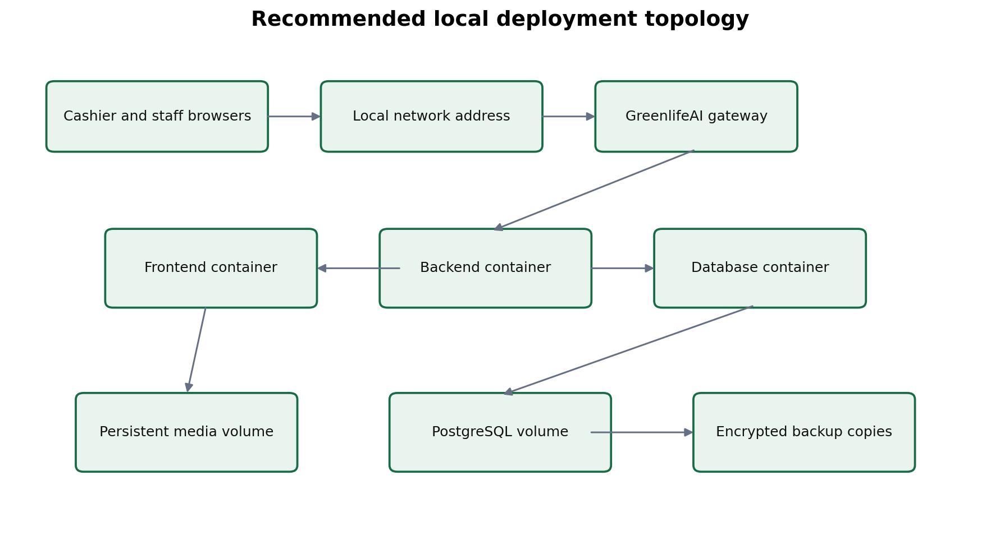 Recommended local deployment topology
Cashier and staff browsers
Local network address
GreenlifeAI gateway
Frontend container
Backend container
Database container
Persistent media volume
PostgreSQL volume
Encrypted backup copies